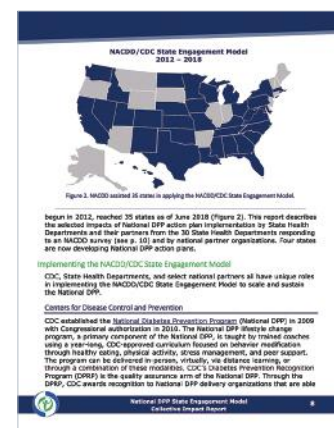 NACDD/CDC State Engagement Model
2012 – 2018
Figure 2. NACDD assisted 35 states in applying the NACDD/CDC State Engagement Model.
begun in 2012, reached 35 states as of June 2018 (Figure 2). This report describes
the selected impacts of National DPP action plan implementation by State Health
Departments and their partners from the 30 State Health Departments responding
to an NACDD survey (see p. 10) and by national partner organizations. Four states
are now developing National DPP action plans.
Implementing the NACDD/CDC State Engagement Model
CDC, State Health Departments, and select national partners all have unique roles
in implementing the NACDD/CDC State Engagement Model to scale and sustain
the National DPP.
Centers for Disease Control and Prevention
CDC established the National Diabetes Prevention Program (National DPP) in 2009
with Congressional authorization in 2010. The National DPP lifestyle change
program, a primary component of the National DPP, is taught by trained coaches
using a year-long, CDC-approved curriculum focused on behavior modification
through healthy eating, physical activity, stress management, and peer support.
The program can be delivered in-person, virtually, via distance learning, or
through a combination of these modalities. CDC's Diabetes Prevention Recognition
Program (DPRP) is the quality assurance arm of the National DPP. Through the
DPRP, CDC awards recognition to National DPP delivery organizations that are able
National DPP State Engagement Model
Collective Impact Report
8